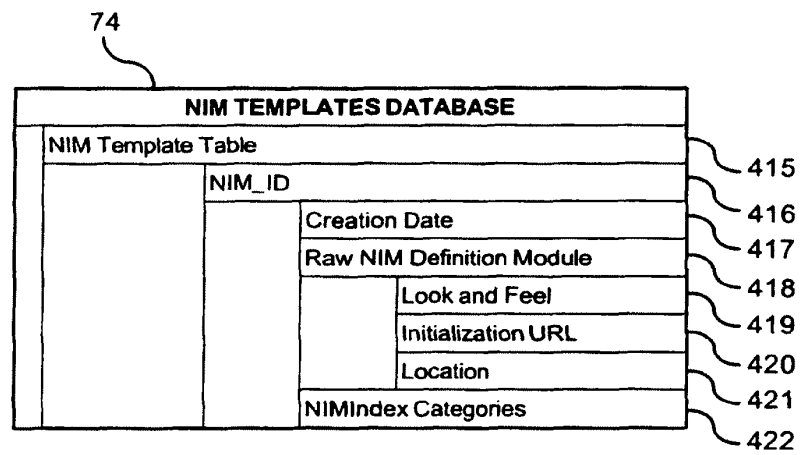 74
NIM TEMPLATES DATABASE
NIM Template Table
415
NIM_ID
416
Creation Date
417
Raw NIM Definition Module
418
Look and Feel
419
Initialization URL
420
Location
421
NIMIndex Categories
422